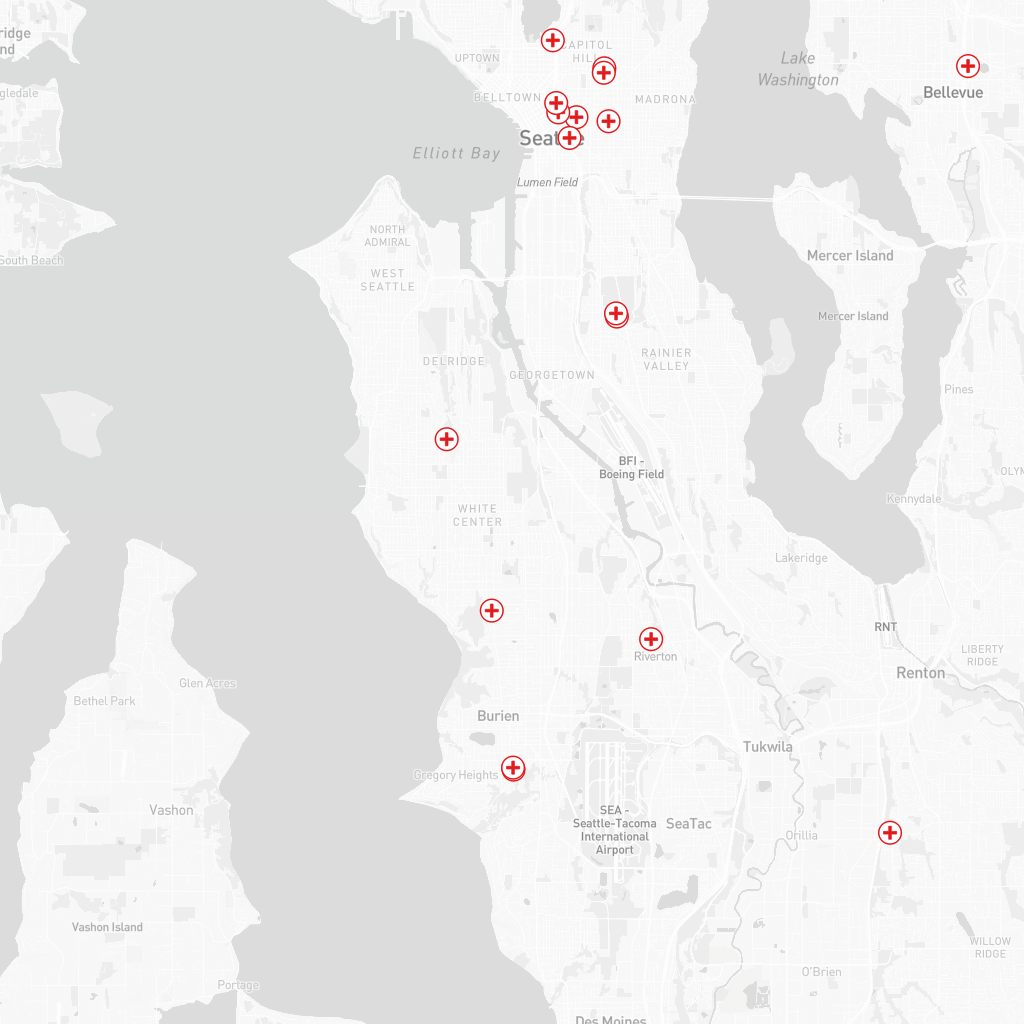 ridge
nd
gledale
South Beach
UPTOWN
CAPITOL
HILL
BELLTOWN
MADRONA
Seattle
Elliott Bay
Lumen Field
Lake
Washington
Bellevue
NORTH
ADMIRAL
WEST
SEATTLE
Mercer Island
Mercer Island
DELRIDGE
GEORGETOWN
RAINIER
VALLEY
Pines
BFI -
Boeing Field
OLYM
Kennydale
WHITE
CENTER
Lakeridge
RNT
LIBERTY
RIDGE
Riverton
Renton
Glen Acres
Bethel Park
Burien
Tukwila
Gregory Heights
Vashon
SEA -
Seattle-Tacoma
International
Airport
SeaTac
Orillia
Vashon Island
WILLOW
RIDGE
O'Brien
Portage
Des Moines